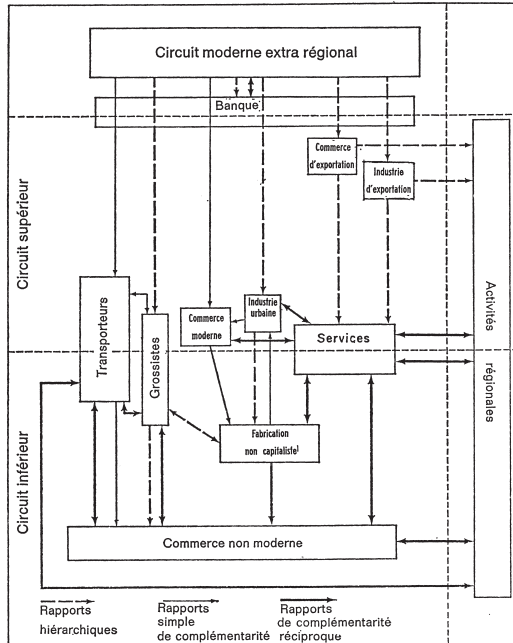 Circuit moderne extra régional
Banque
Commerce
d'exportation
Industrie
d'exportation
Circuit supérieur
Activités
régionales
Transporteurs
Grossistes
Commerce
moderne
Industrie
urbaine
Services
Circuit inférieur
Fabrication
non capitaliste¹
Commerce non moderne
Rapports
hiérarchiques
Rapports
simple
de complémentarité
Rapports
de complémentarité
réciproque